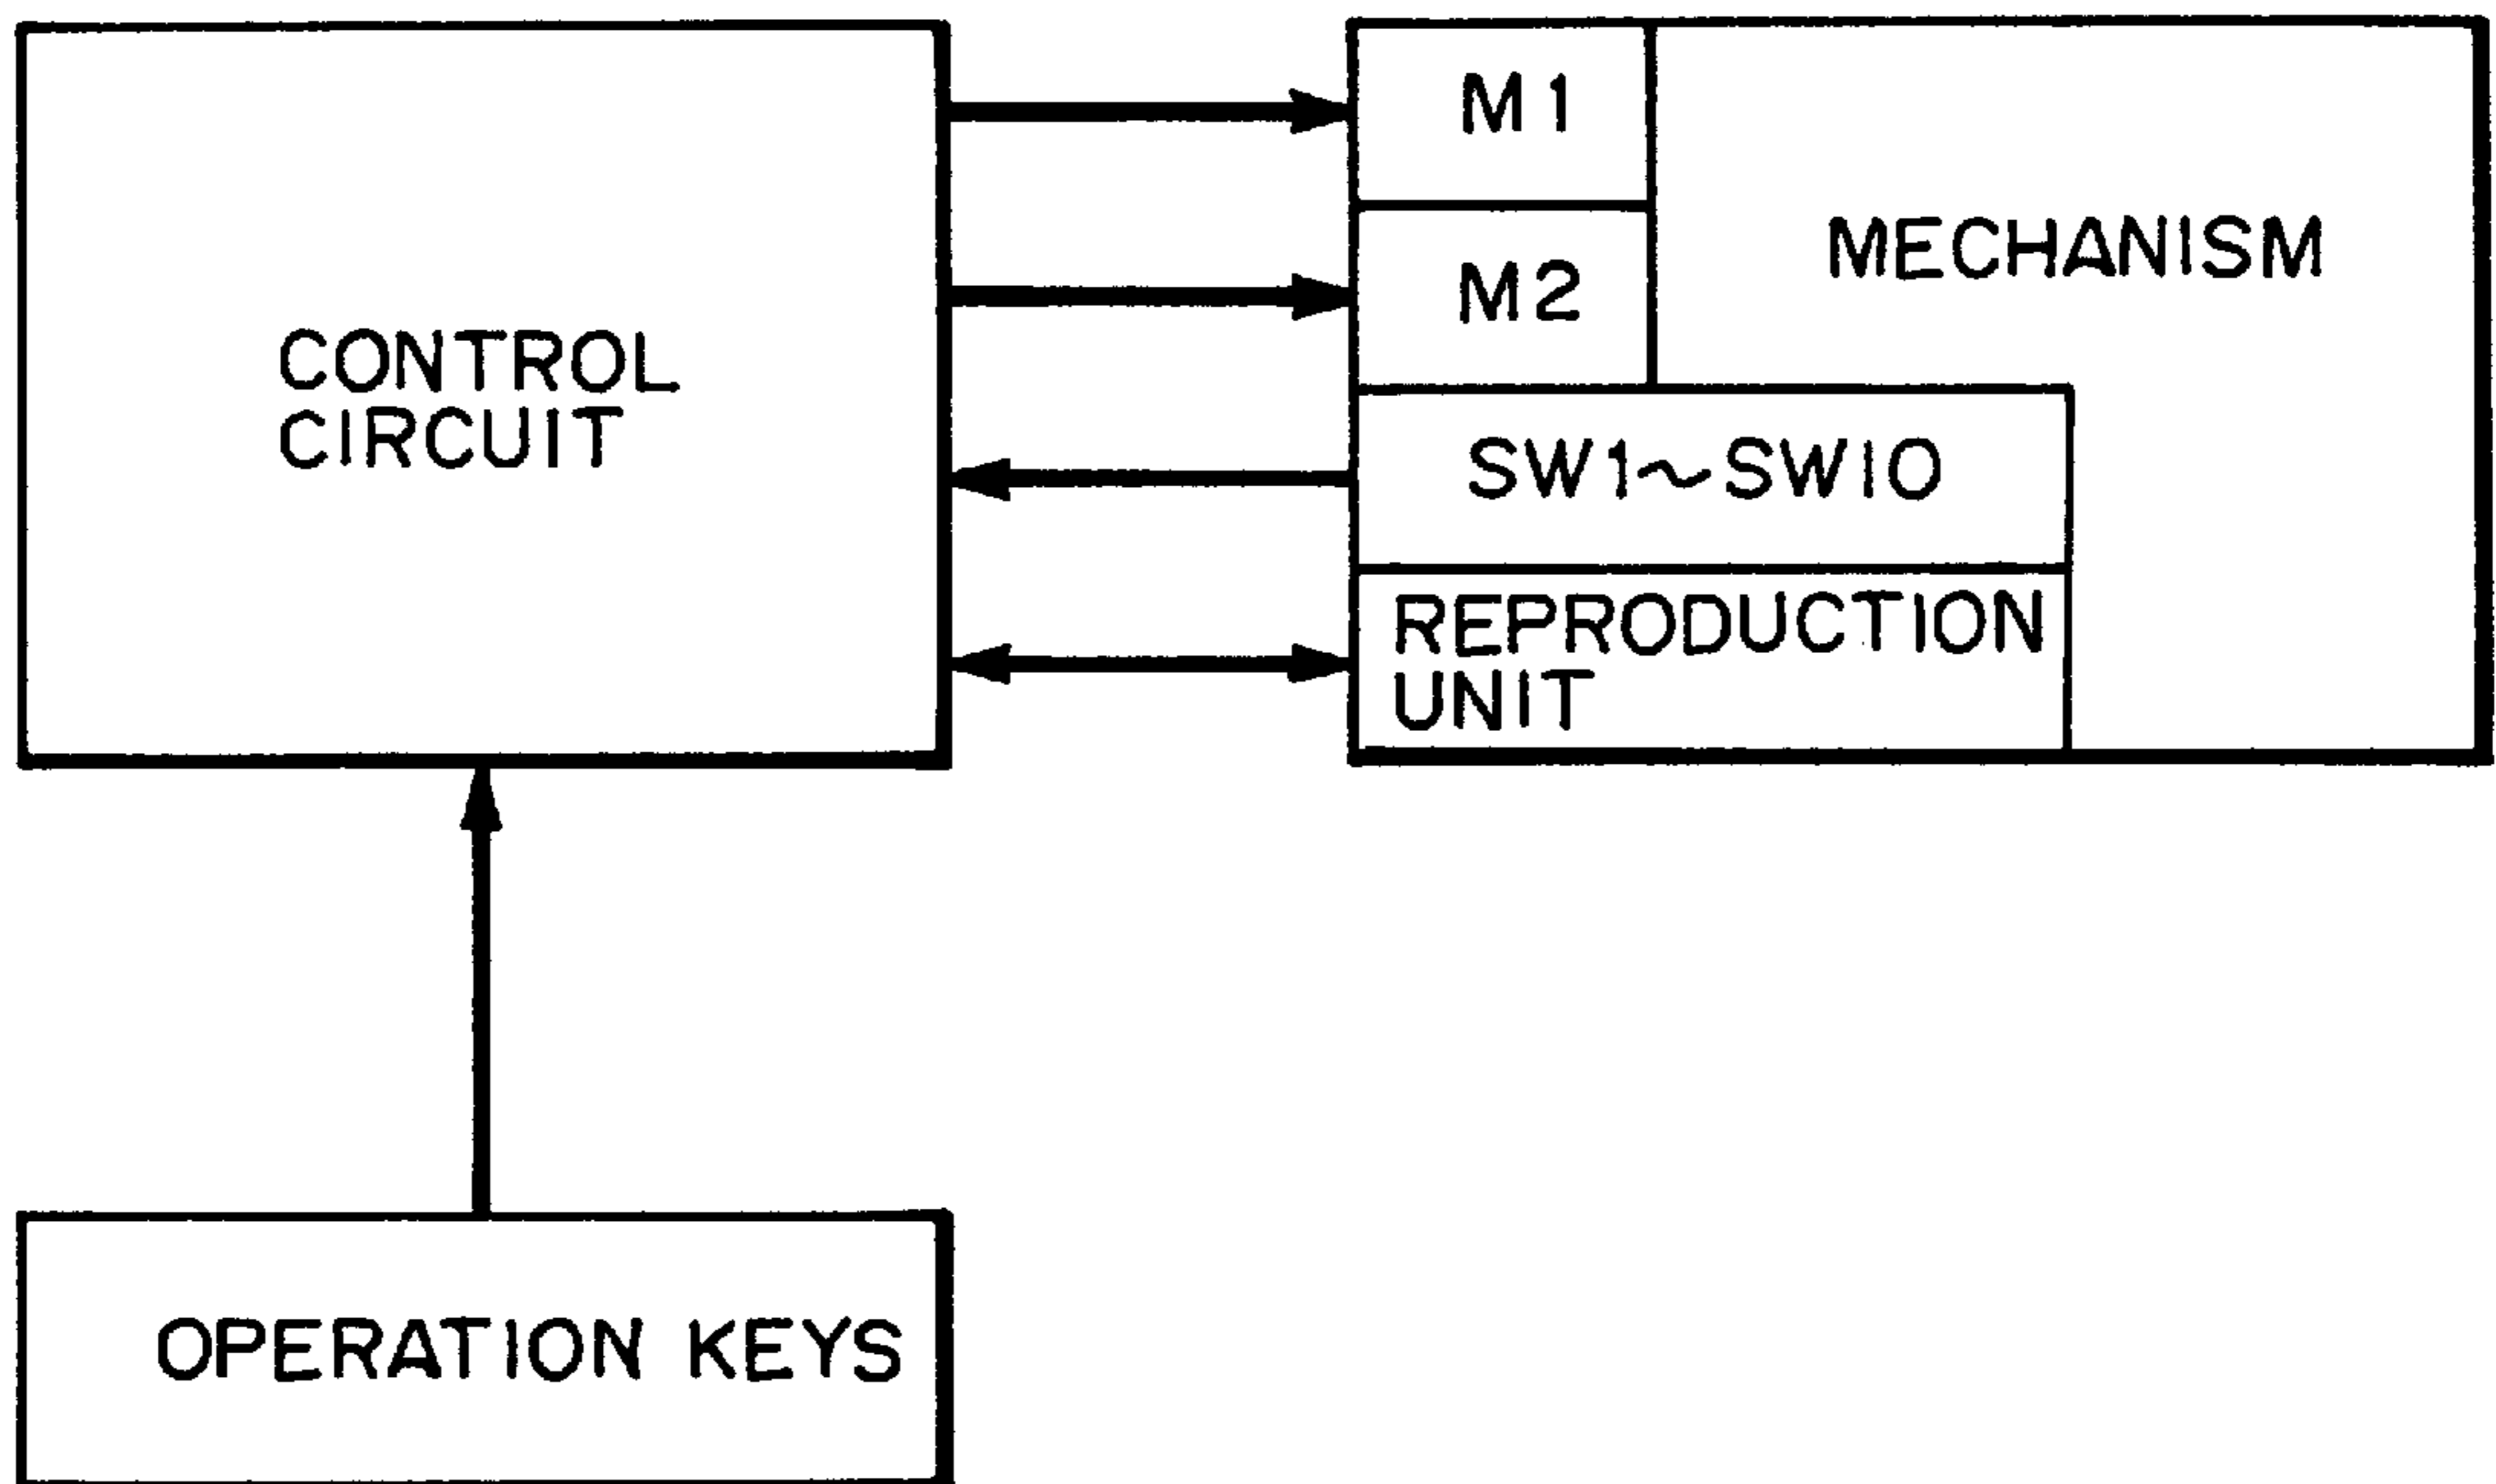 CONTROL
CIRCUIT
M1
M2
MECHANISM
SW1~SW10
REPRODUCTION
UNIT
OPERATION KEYS